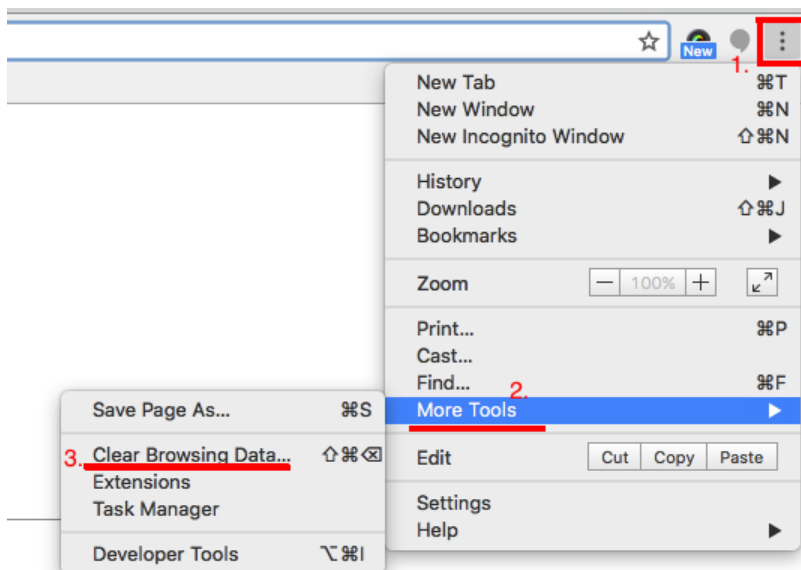 New
1.
New Tab ⌘T
New Window ⌘N
New Incognito Window ⇧⌘N
History ▶
Downloads ⇧⌘J
Bookmarks ▶
Zoom − 100% +
Print... ⌘P
Cast...
Find... ⌘F
2.
More Tools ▶
Edit Cut Copy Paste
Settings
Help ▶
Save Page As... ⌘S
3. Clear Browsing Data... ⇧⌘⌫
Extensions
Task Manager
Developer Tools ⌥⌘I